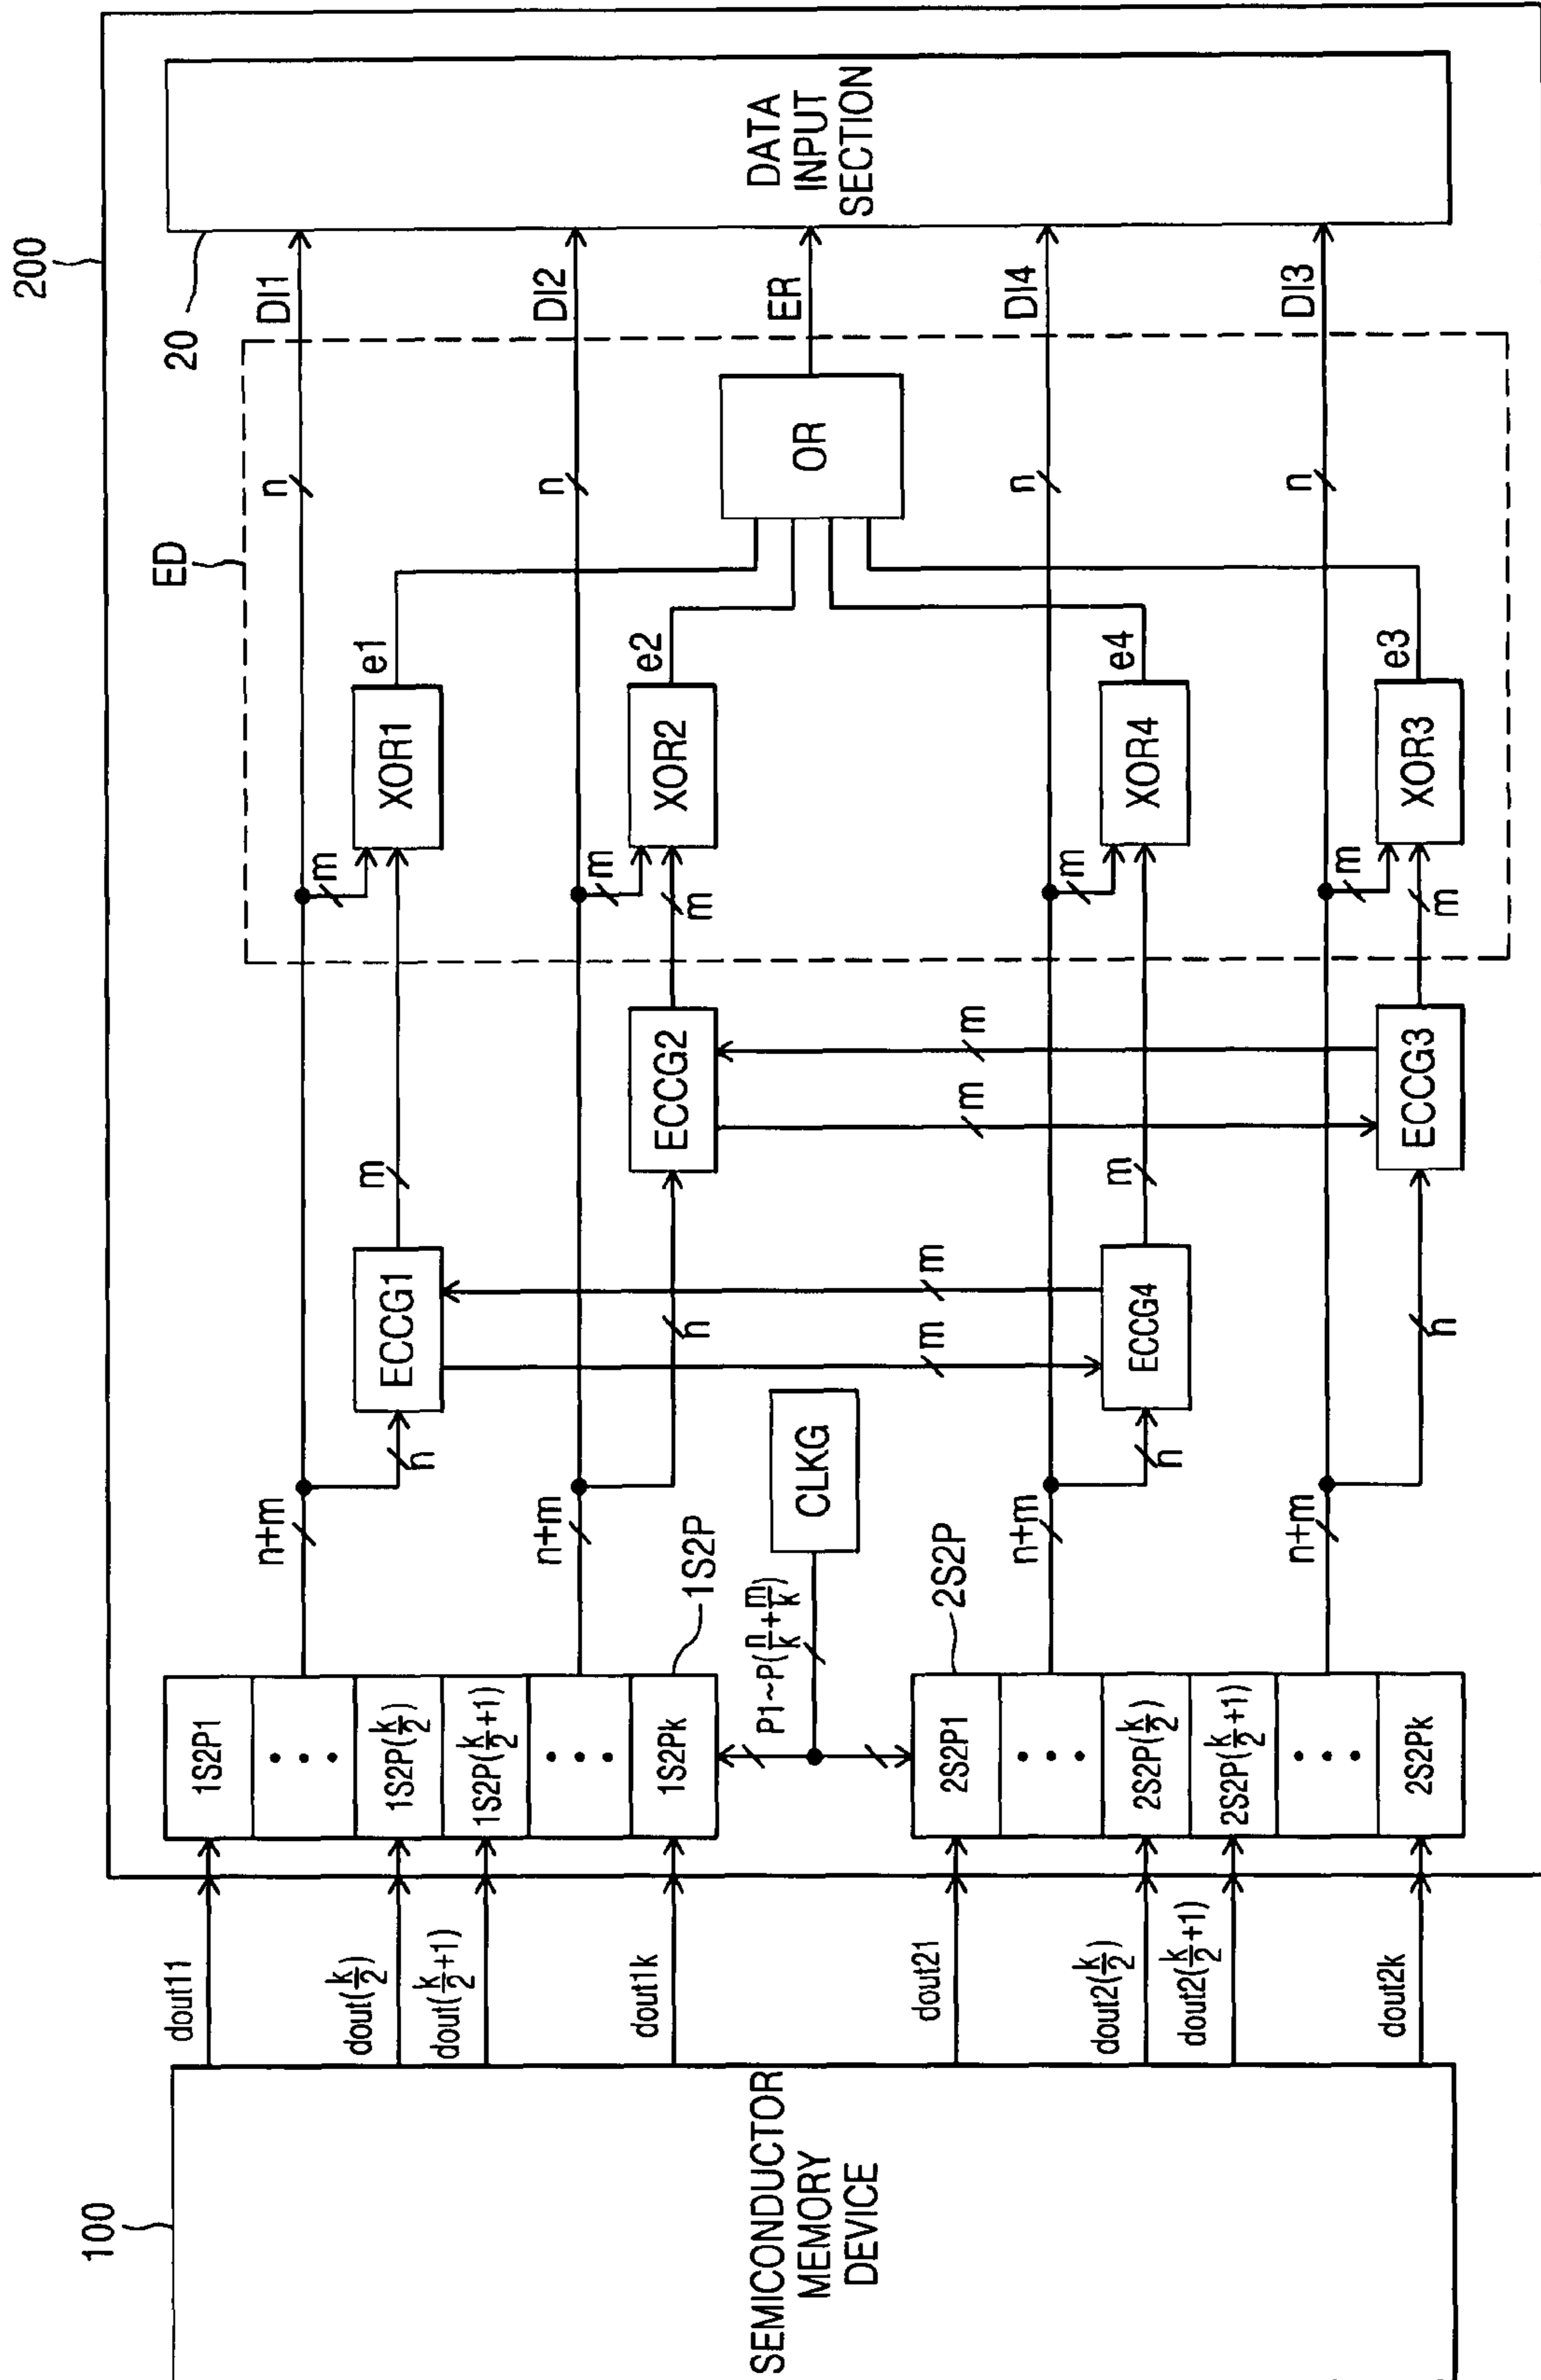 100
SEMICONDUCTOR
MEMORY
DEVICE
dout11
dout(k/2)
dout(k/2+1)
dout1k
dout21
dout2(k/2)
dout2(k/2+1)
dout2k
200
1S2P1
1S2P(k/2)
1S2P(k/2+1)
1S2Pk
1S2P
P1~P(n/k+m/k)
CLKG
2S2P
2S2P1
2S2P(k/2)
2S2P(k/2+1)
2S2Pk
n+m
n+m
n+m
n+m
n
n
n
n
ECCG1
ECCG4
m
m
m
m
ECCG2
ECCG3
m
m
m
m
ED
m
m
m
m
XOR1
XOR2
XOR4
XOR3
e1
e2
e4
e3
OR
n
n
n
n
DI1
DI2
ER
DI4
DI3
20
DATA
INPUT
SECTION